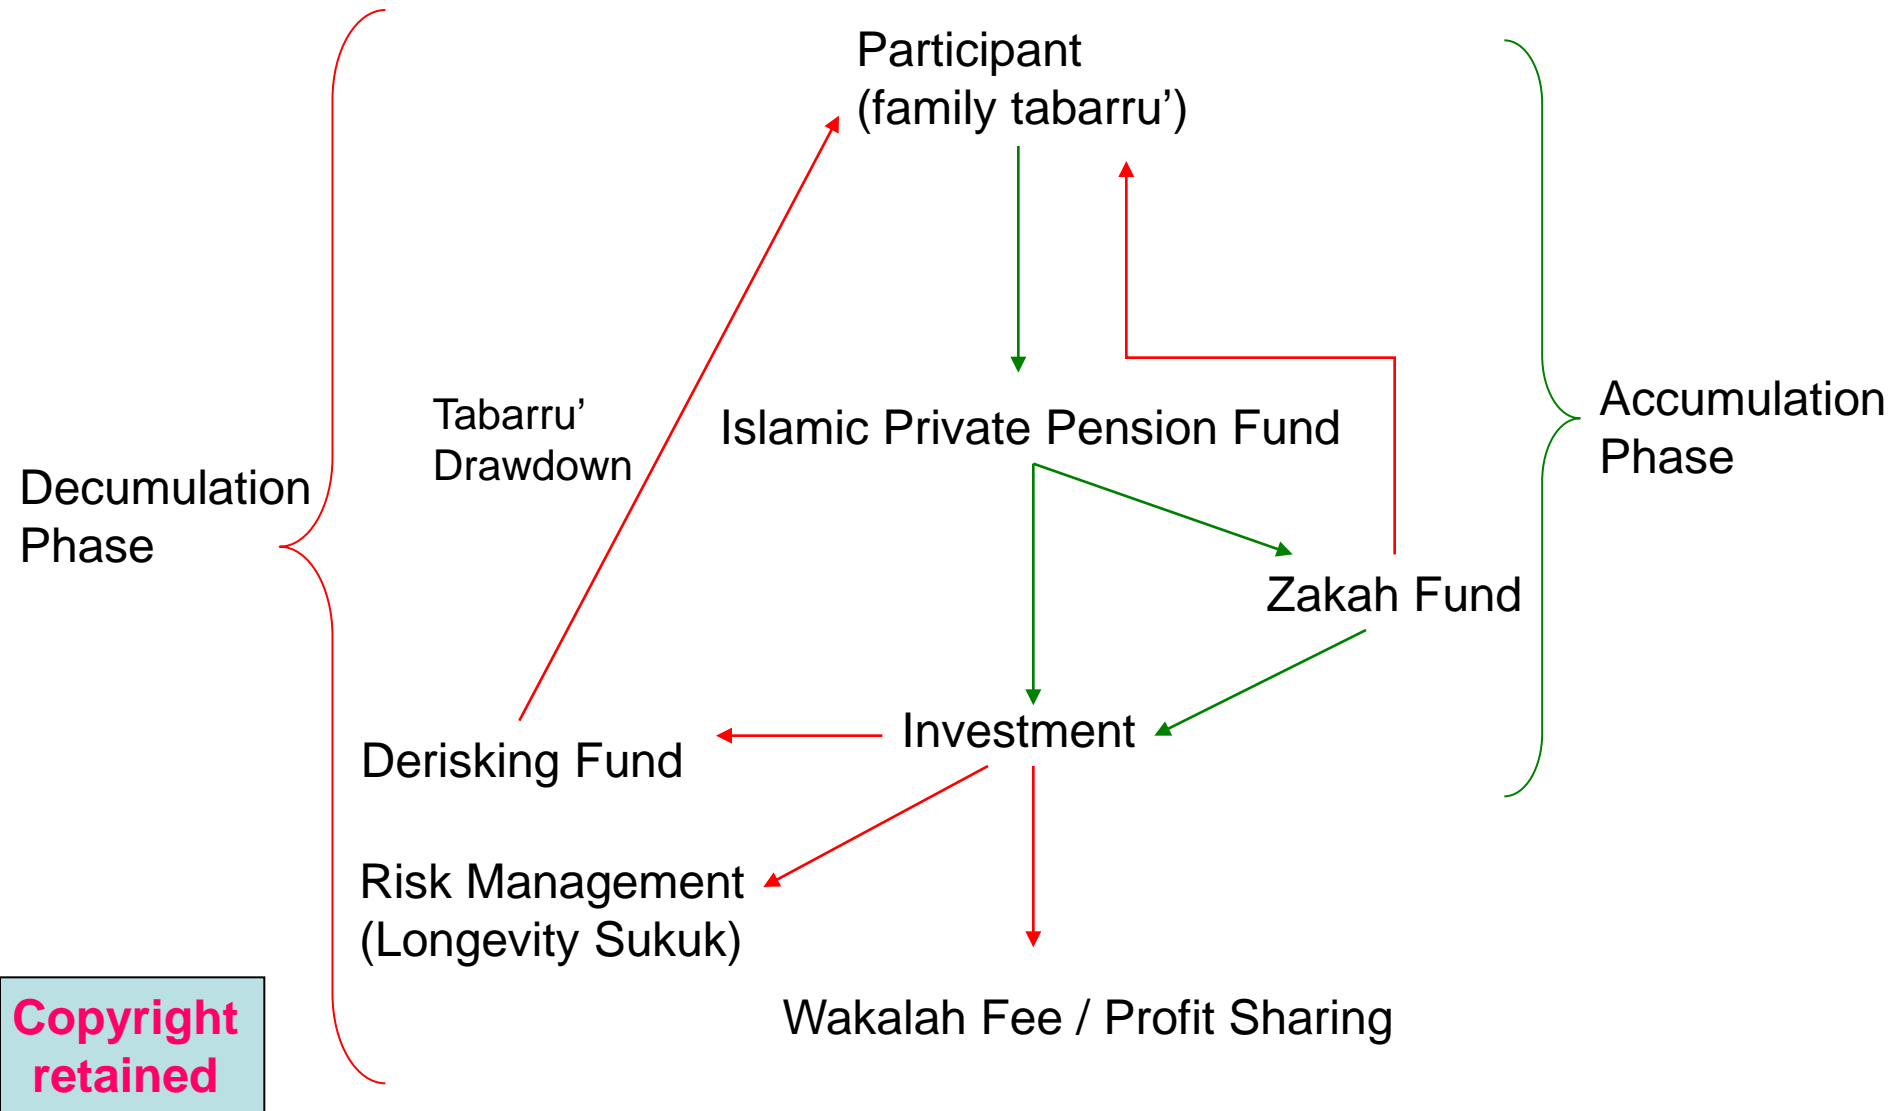 Participant
(family tabarru’)
Tabarru’
Drawdown
Islamic Private Pension Fund
Accumulation
Phase
Decumulation
Phase
Zakah Fund
Investment
Derisking Fund
Risk Management
(Longevity Sukuk)
Wakalah Fee / Profit Sharing
Copyright
retained